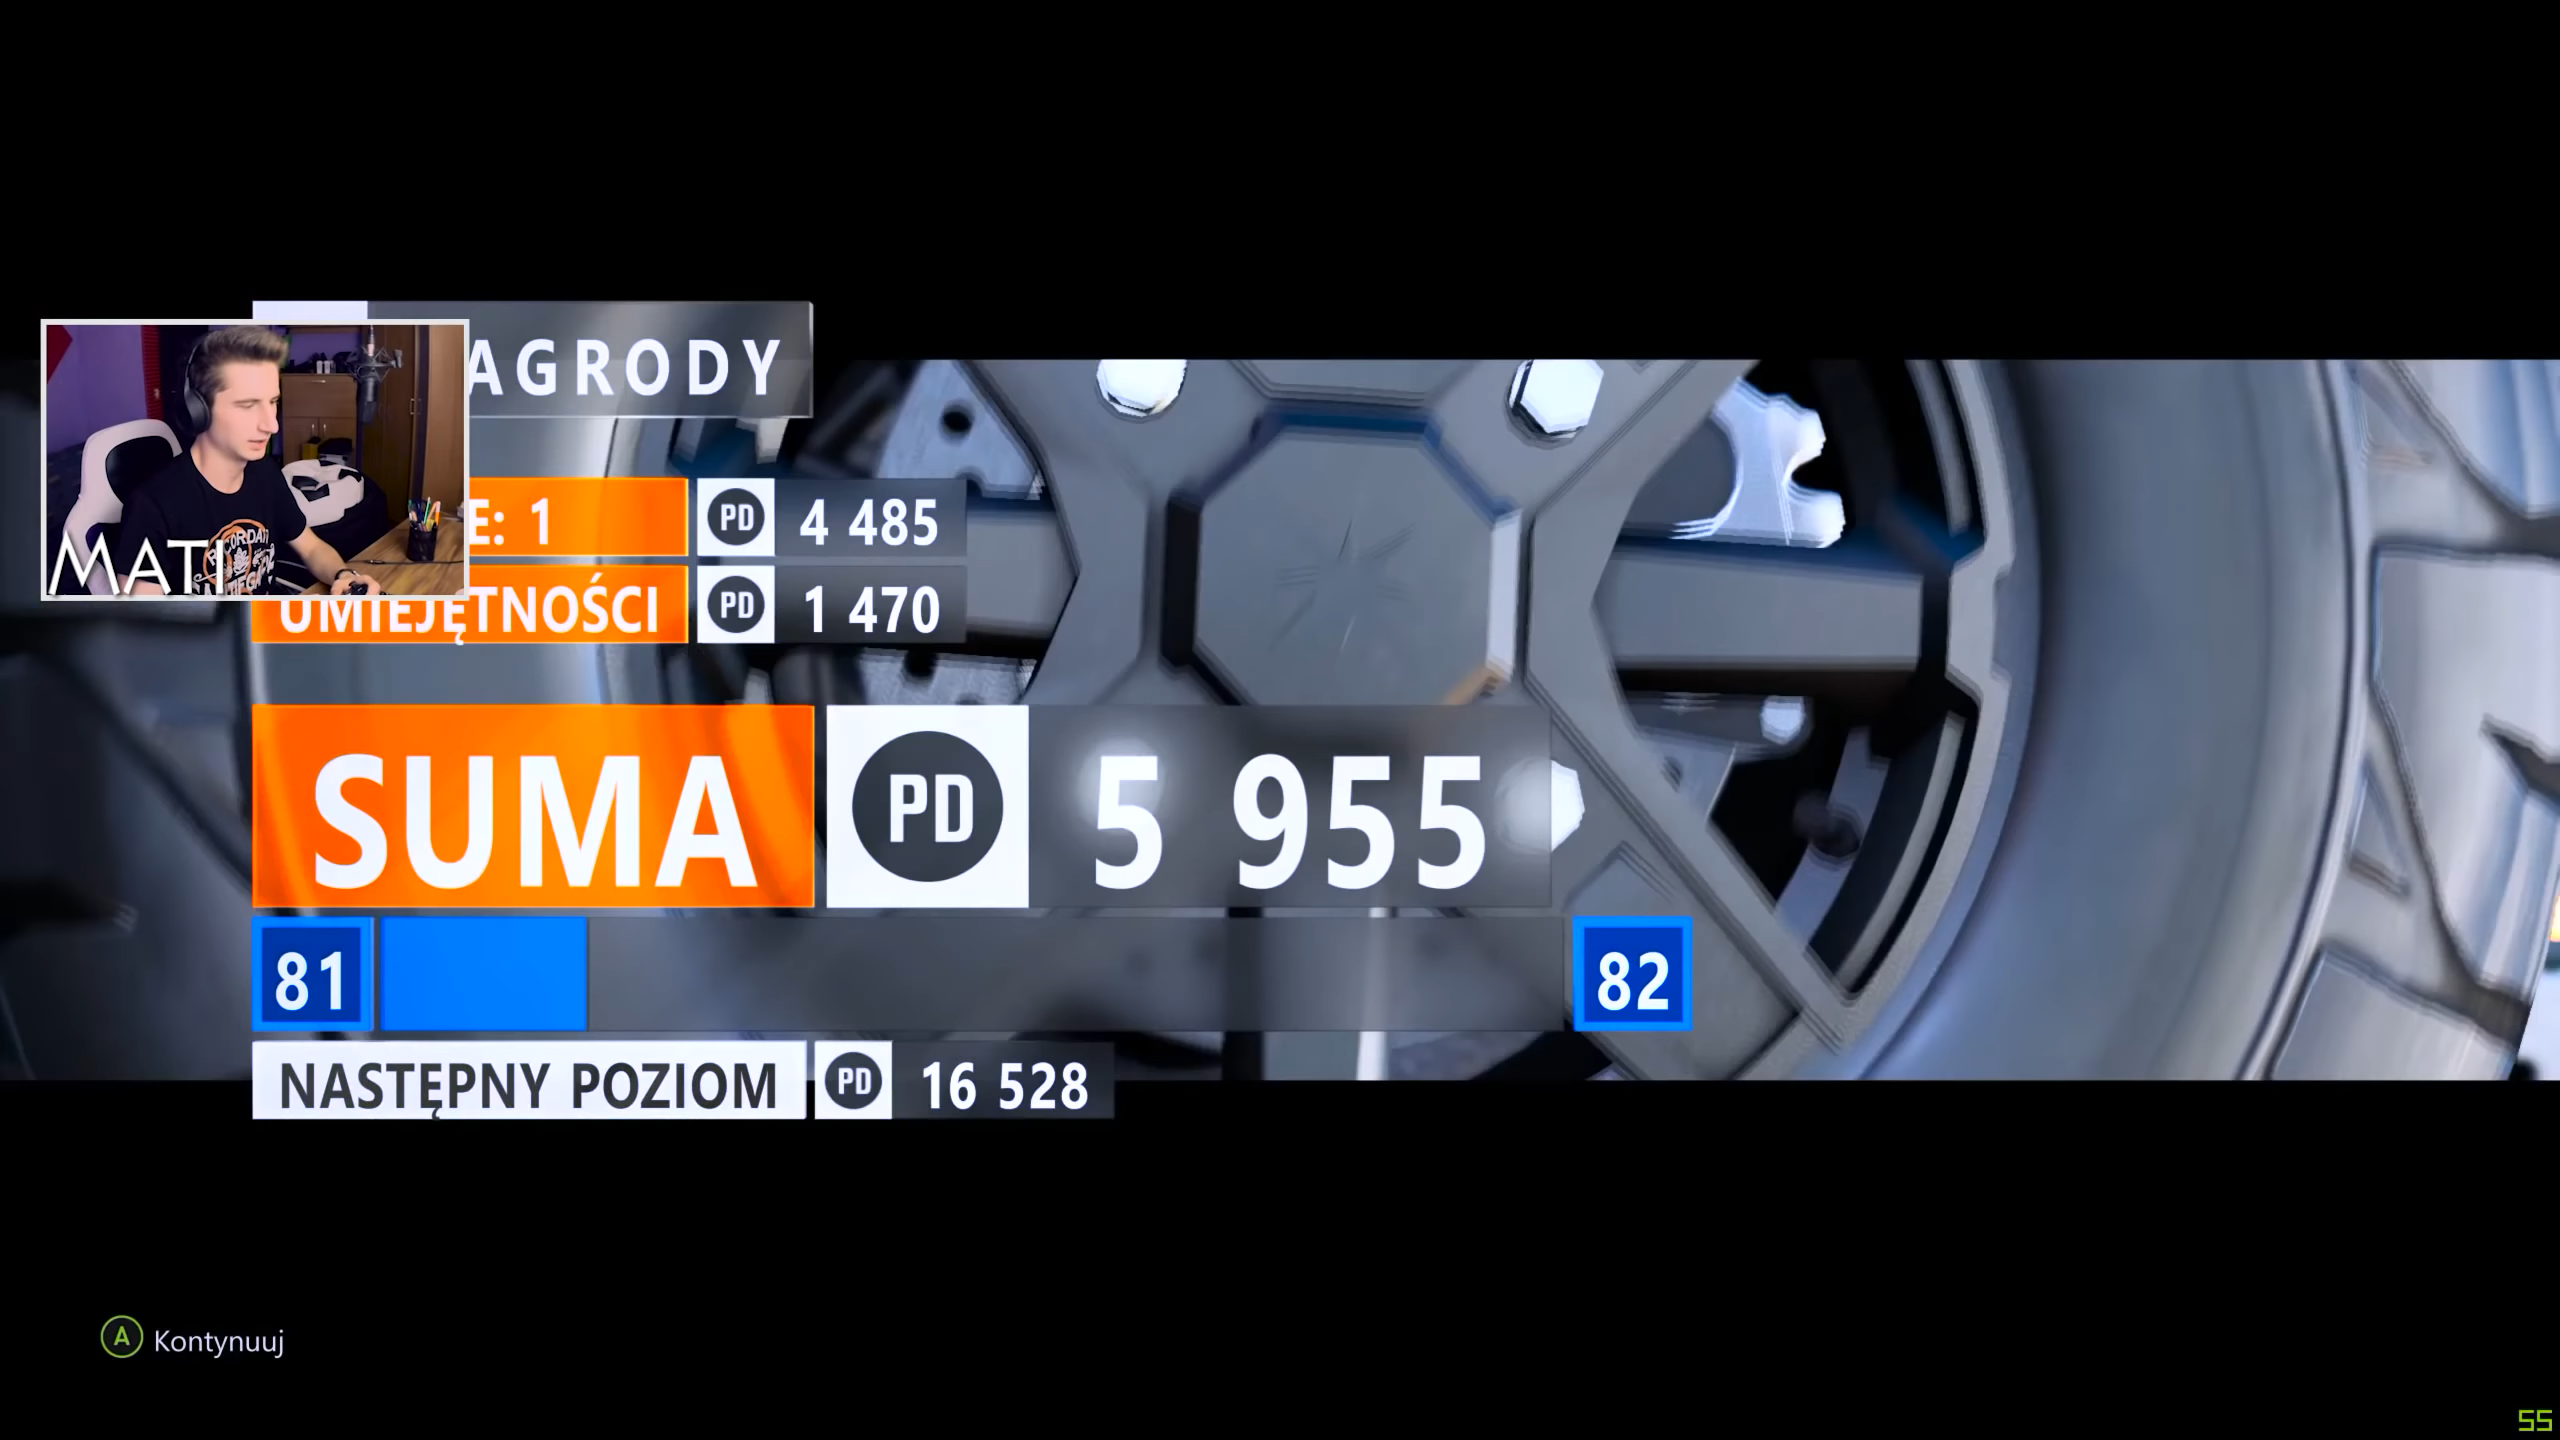 AGRODY
E: 1 PD 4 485
UMIEJĘTNOŚCI PD 1 470
MATI
SUMA PD 5 955
81 82
NASTĘPNY POZIOM PD 16 528
A Kontynuuj
55